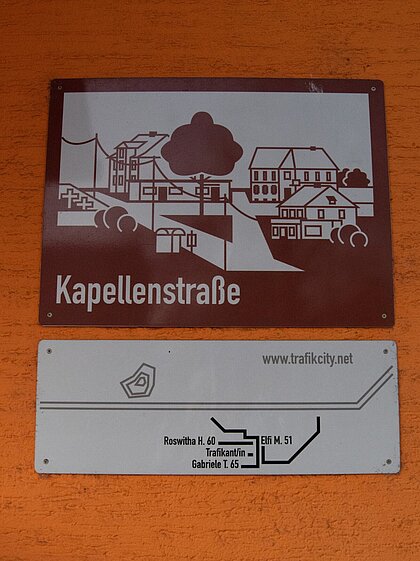 Kapellenstraße
www.trafikcity.net
Roswitha H. 60 Elfi M. 51
Trafikant/in
Gabriele T. 65